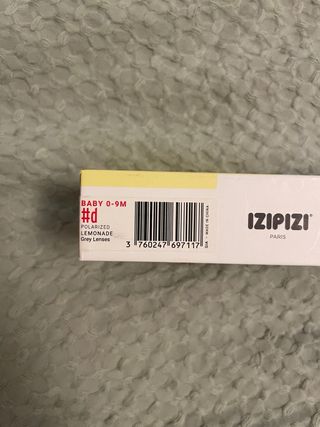 BABY 0-9M
#d
POLARIZED
LEMONADE
Grey Lenses
3 760247 697117
MADE IN CHINA
IZIPIZI®
PARIS